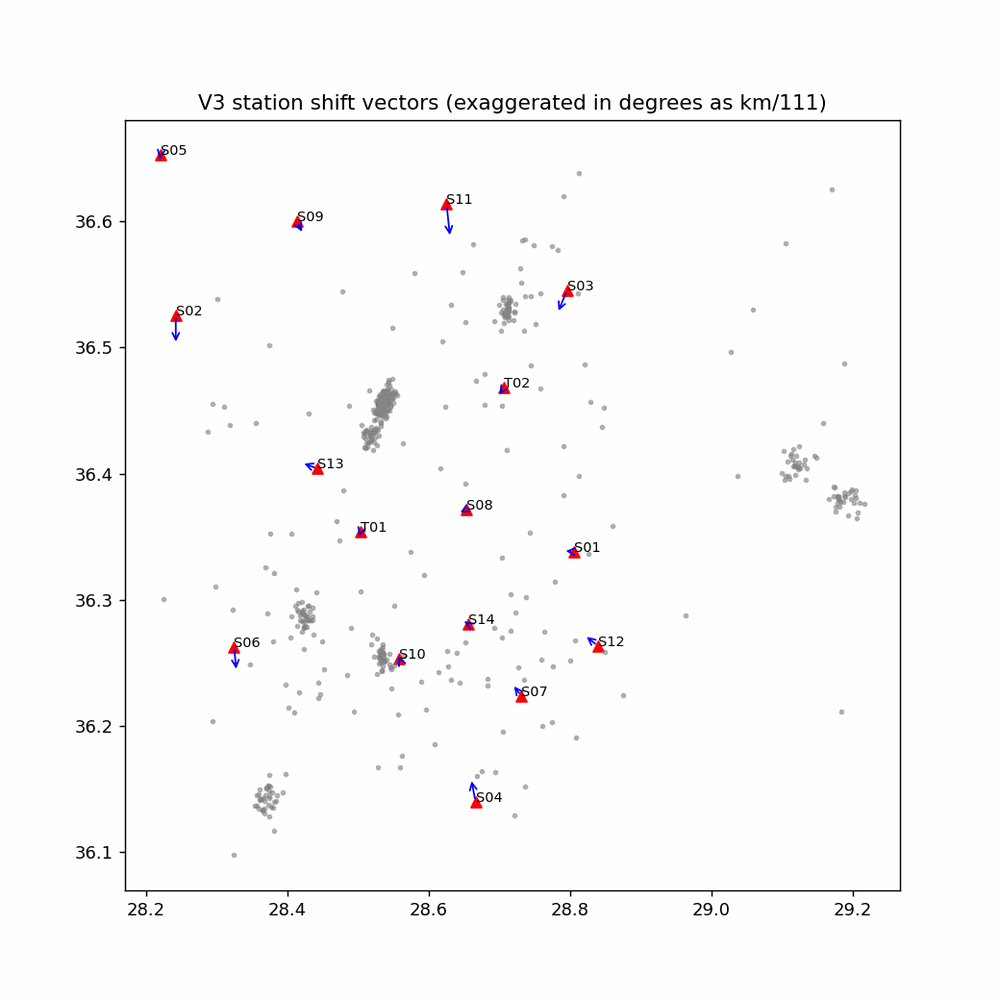 V3 station shift vectors (exaggerated in degrees as km/111)
S05
S11
S09
36.6
S03
S02
36.5
T02
S13
36.4
S08
T01
S01
36.3
S14
S06
S12
S10
S07
36.2
S04
36.1
28.2 28.4 28.6 28.8 29.0 29.2